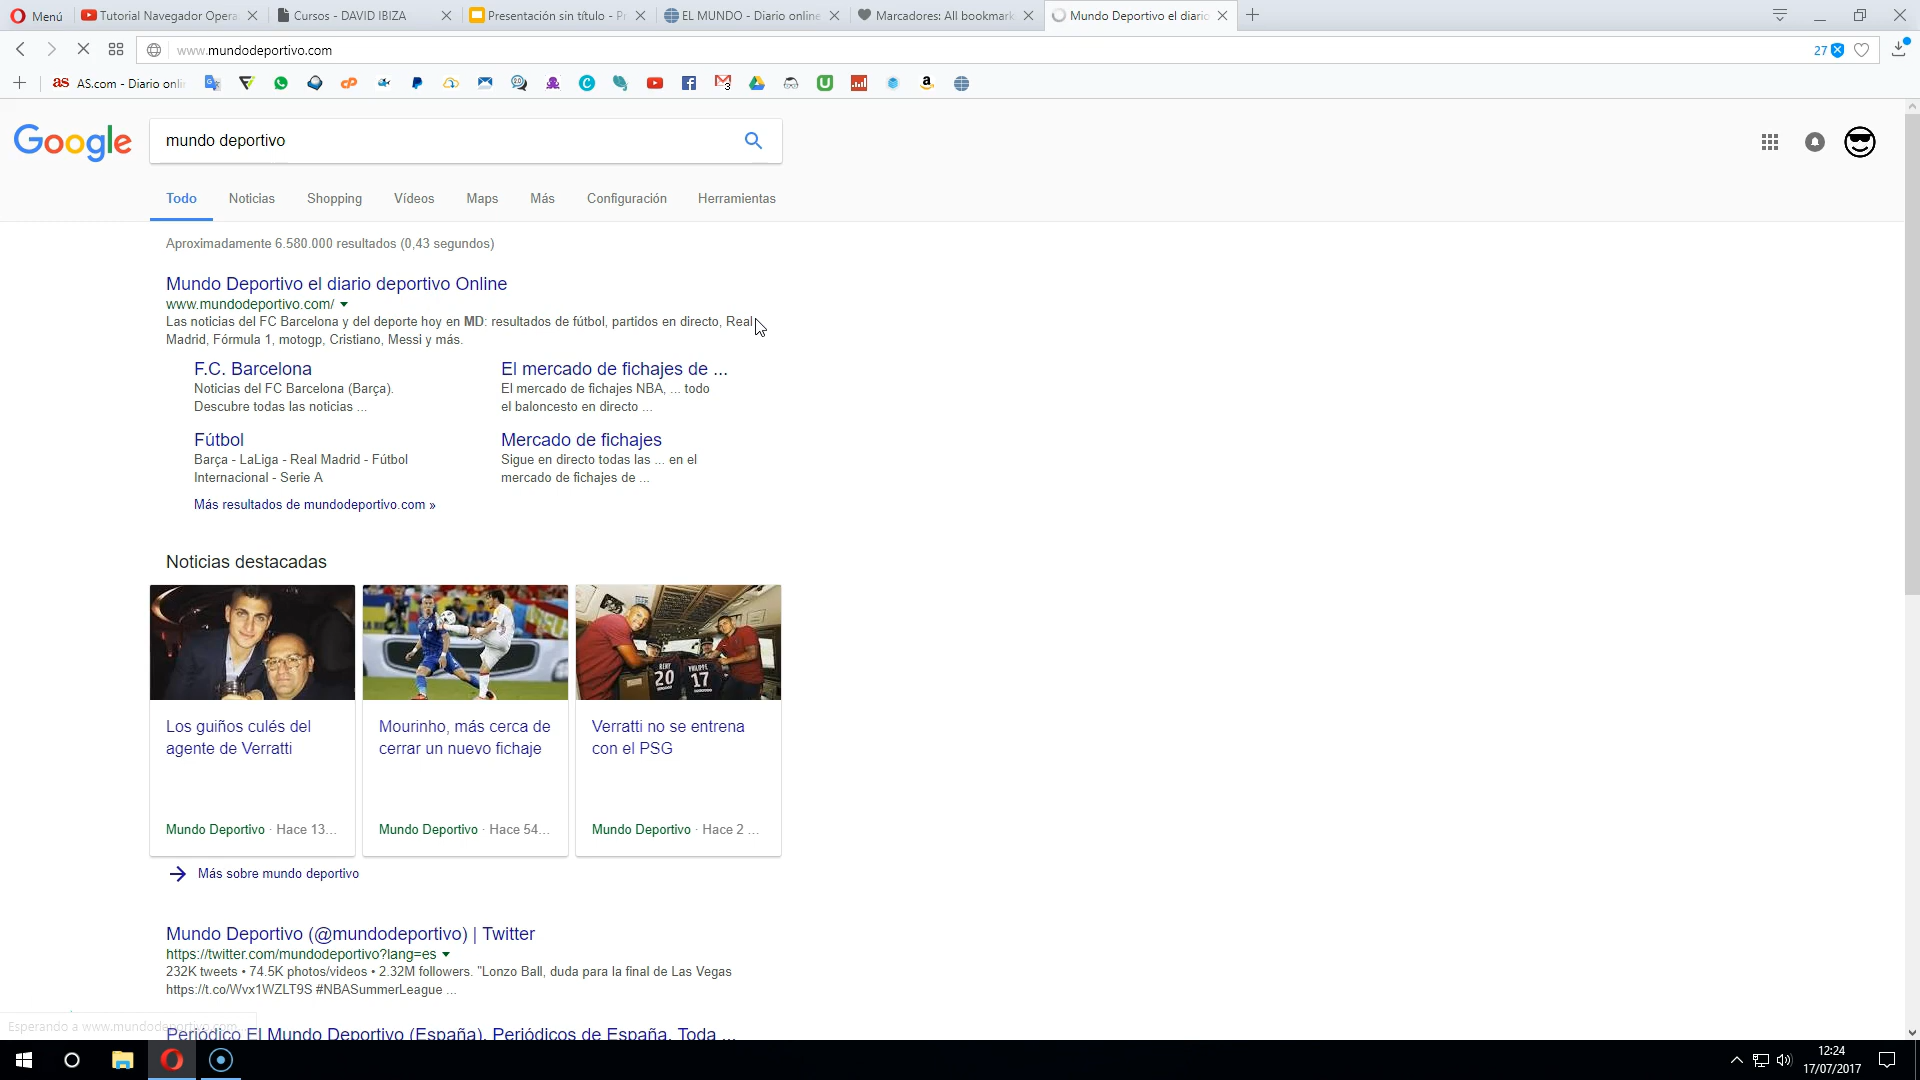 Menú
Tutorial Navegador Opera
Cursos - DAVID IBIZA
Presentación sin título - Pr
EL MUNDO - Diario online
Marcadores: All bookmark
Mundo Deportivo el diario
www.mundodeportivo.com
27
as AS.com - Diario onlin
Google
mundo deportivo
Todo
Noticias
Shopping
Vídeos
Maps
Más
Configuración
Herramientas
Aproximadamente 6.580.000 resultados (0,43 segundos)
Mundo Deportivo el diario deportivo Online
www.mundodeportivo.com/
Las noticias del FC Barcelona y del deporte hoy en MD: resultados de fútbol, partidos en directo, Real
Madrid, Fórmula 1, motogp, Cristiano, Messi y más.
F.C. Barcelona
Noticias del FC Barcelona (Barça).
Descubre todas las noticias ...
El mercado de fichajes de ...
El mercado de fichajes NBA, ... todo
el baloncesto en directo ...
Fútbol
Barça - LaLiga - Real Madrid - Fútbol
Internacional - Serie A
Mercado de fichajes
Sigue en directo todas las ... en el
mercado de fichajes de ...
Más resultados de mundodeportivo.com »
Noticias destacadas
20
17
Los guiños culés del
agente de Verratti
Mundo Deportivo · Hace 13...
Mourinho, más cerca de
cerrar un nuevo fichaje
Mundo Deportivo · Hace 54...
Verratti no se entrena
con el PSG
Mundo Deportivo · Hace 2 ...
Más sobre mundo deportivo
Mundo Deportivo (@mundodeportivo) | Twitter
https://twitter.com/mundodeportivo?lang=es
232K tweets • 74.5K photos/videos • 2.32M followers. "Lonzo Ball, duda para la final de Las Vegas
https://t.co/Wvx1WZLT9S #NBASummerLeague ...
Periódico El Mundo Deportivo (España). Periódicos de España. Toda ...
Esperando a www.mundodeportivo.com...
12:24
17/07/2017